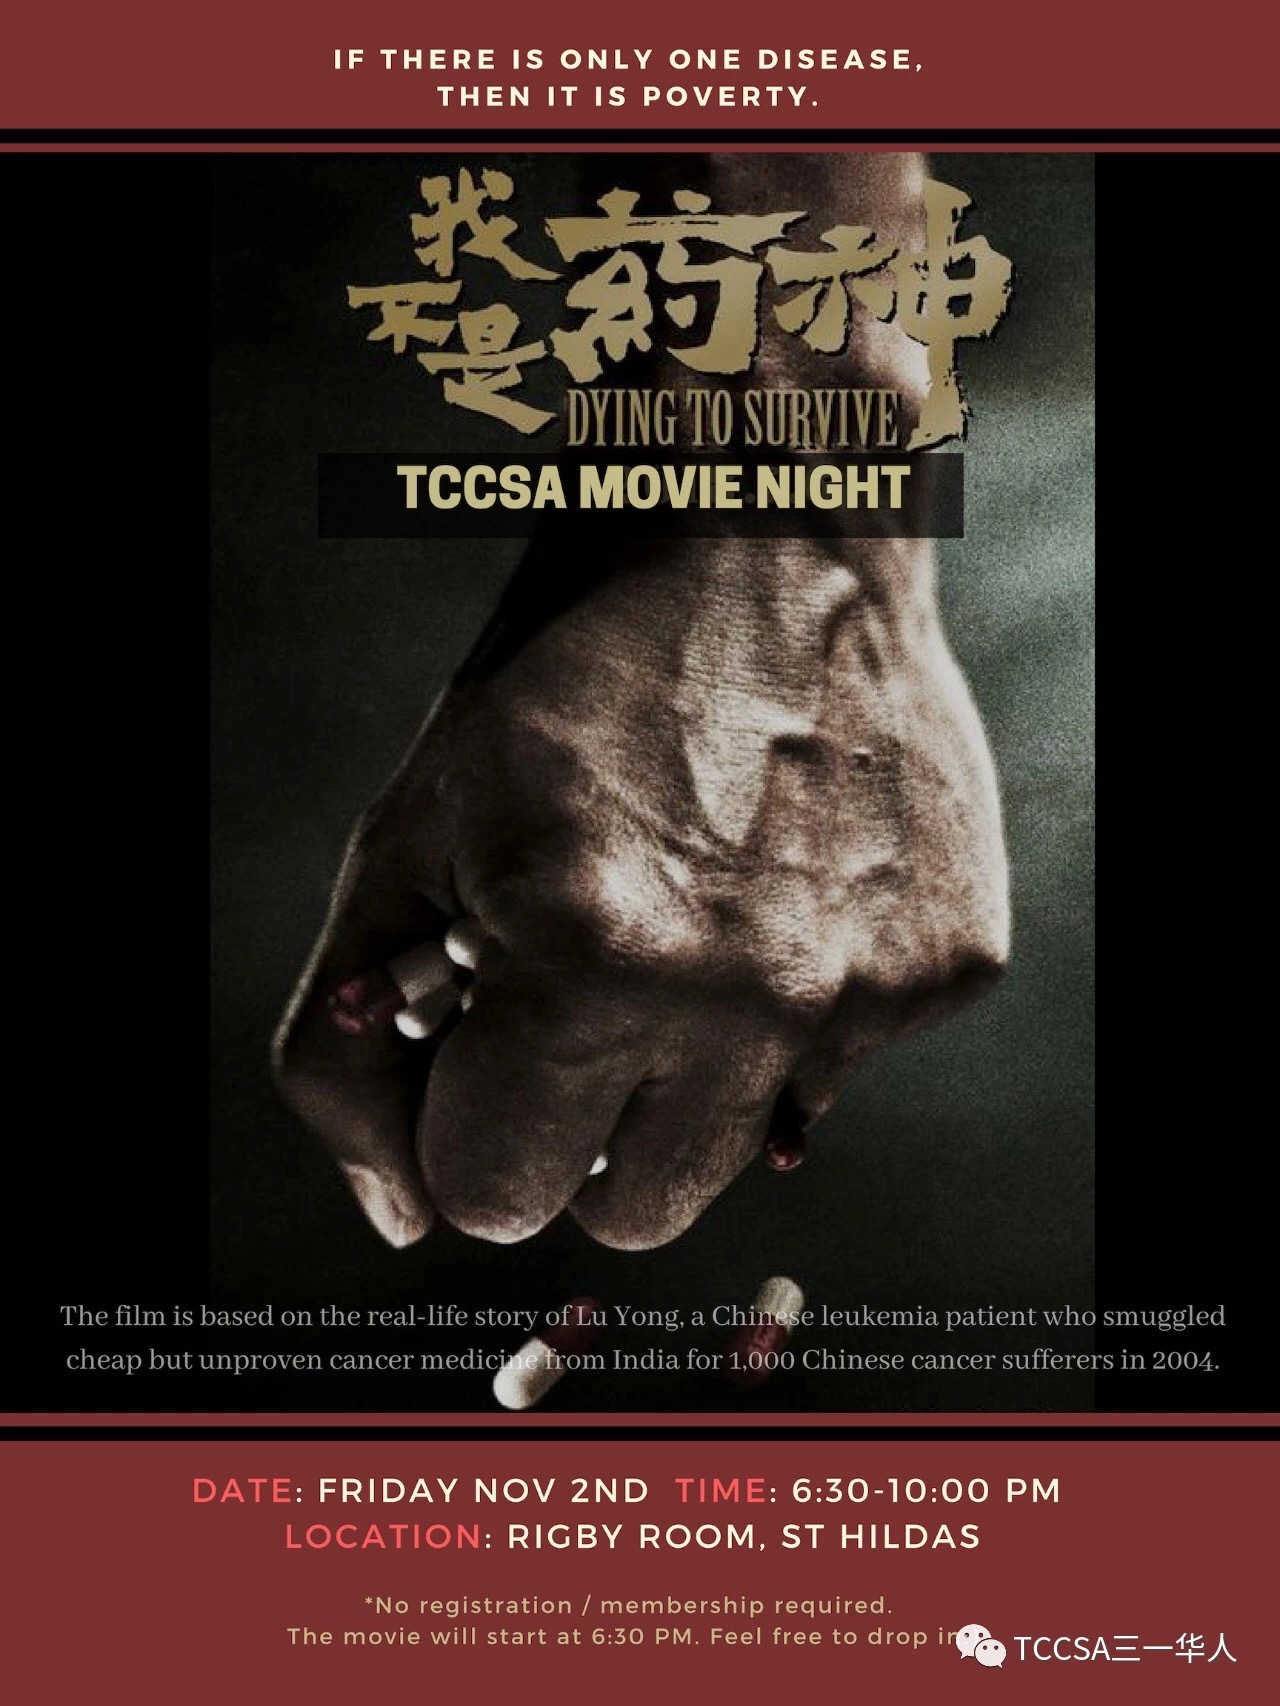 IF THERE IS ONLY ONE DISEASE,
THEN IT IS POVERTY.
我不是药神
DYING TO SURVIVE
TCCSA MOVIE NIGHT
The film is based on the real-life story of Lu Yong, a Chinese leukemia patient who smuggled
cheap but unproven cancer medicine from India for 1,000 Chinese cancer sufferers in 2004.
DATE: FRIDAY NOV 2ND TIME: 6:30-10:00 PM
LOCATION: RIGBY ROOM, ST HILDAS
*No registration / membership required.
The movie will start at 6:30 PM. Feel free to drop in
TCCSA三一华人